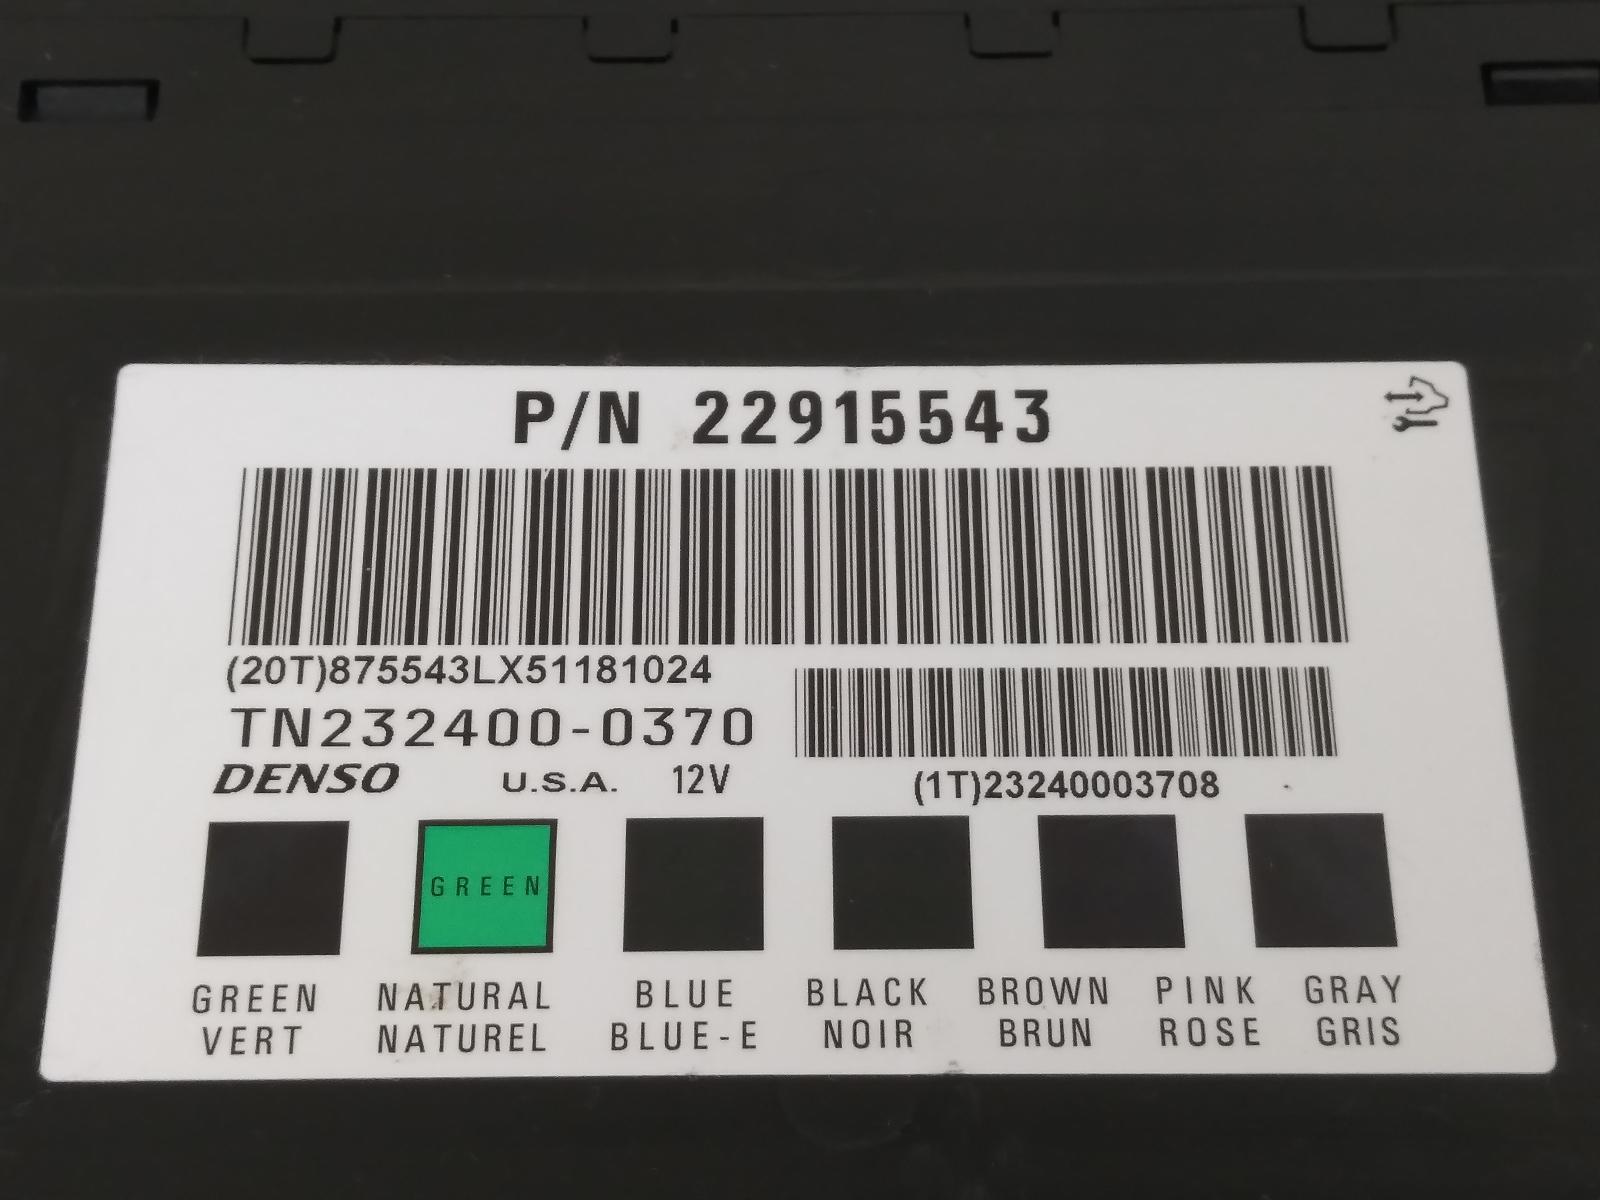 P/N 22915543
(20T)875543LX51181024
TN232400-0370
DENSO U.S.A. 12V
(1T)23240003708
GREEN
GREEN NATURAL BLUE BLACK BROWN PINK GRAY
VERT NATUREL BLUE-E NOIR BRUN ROSE GRIS